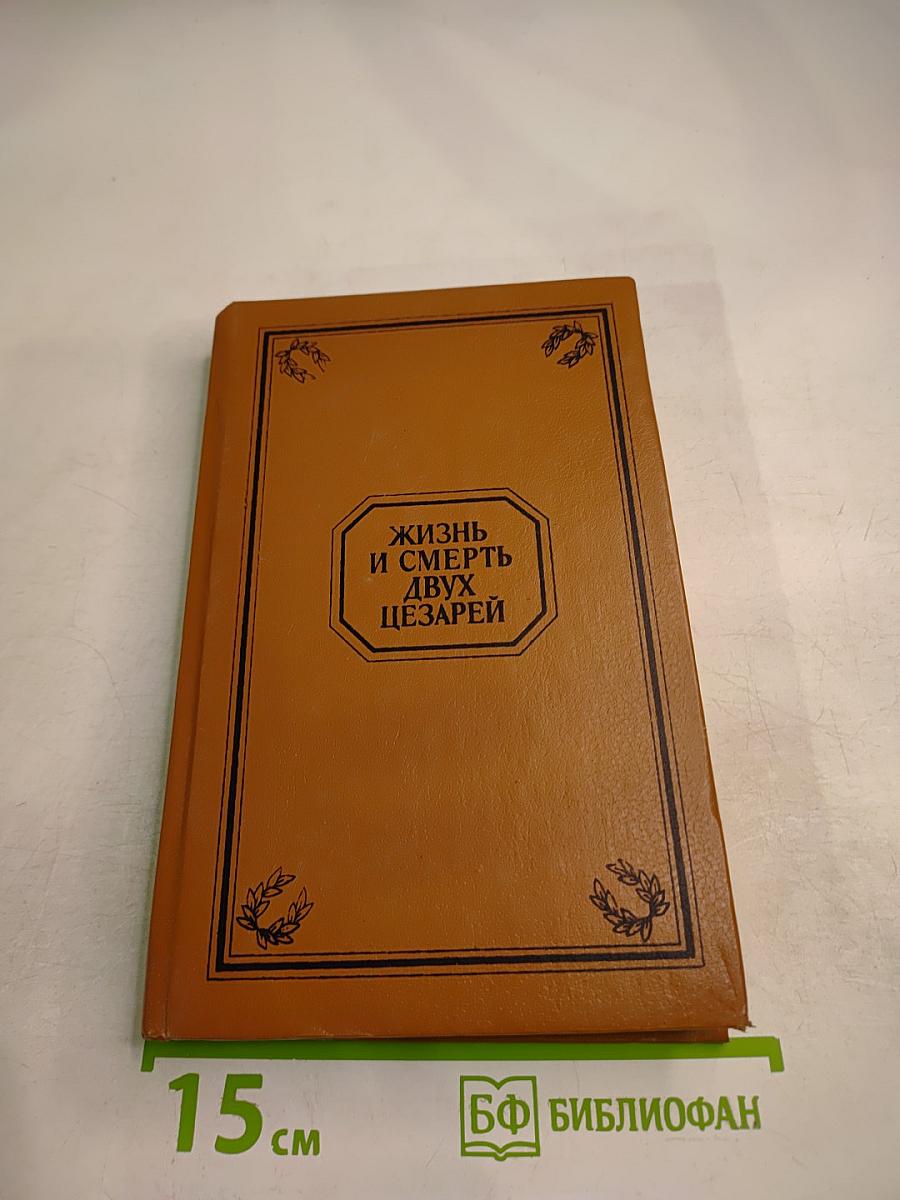 ЖИЗНЬ
И СМЕРТЬ
ДВУХ
ЦЕЗАРЕЙ
15 см
БФ БИБЛИОФАН